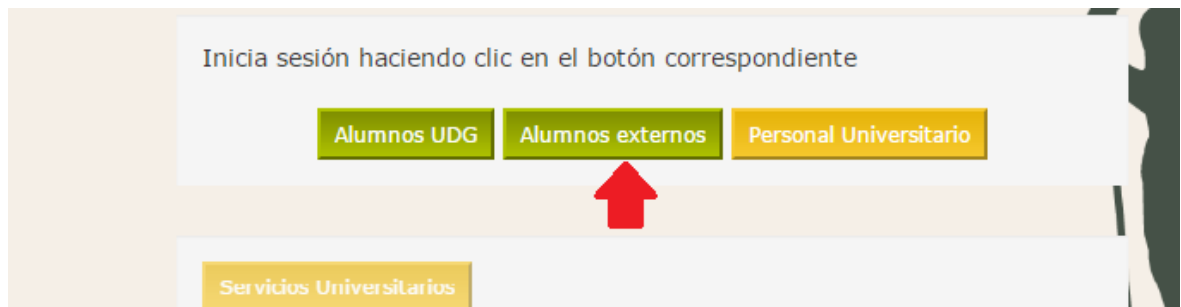 Inicia sesión haciendo clic en el botón correspondiente
Alumnos UDG Alumnos externos Personal Universitario
Servicios Universitarios